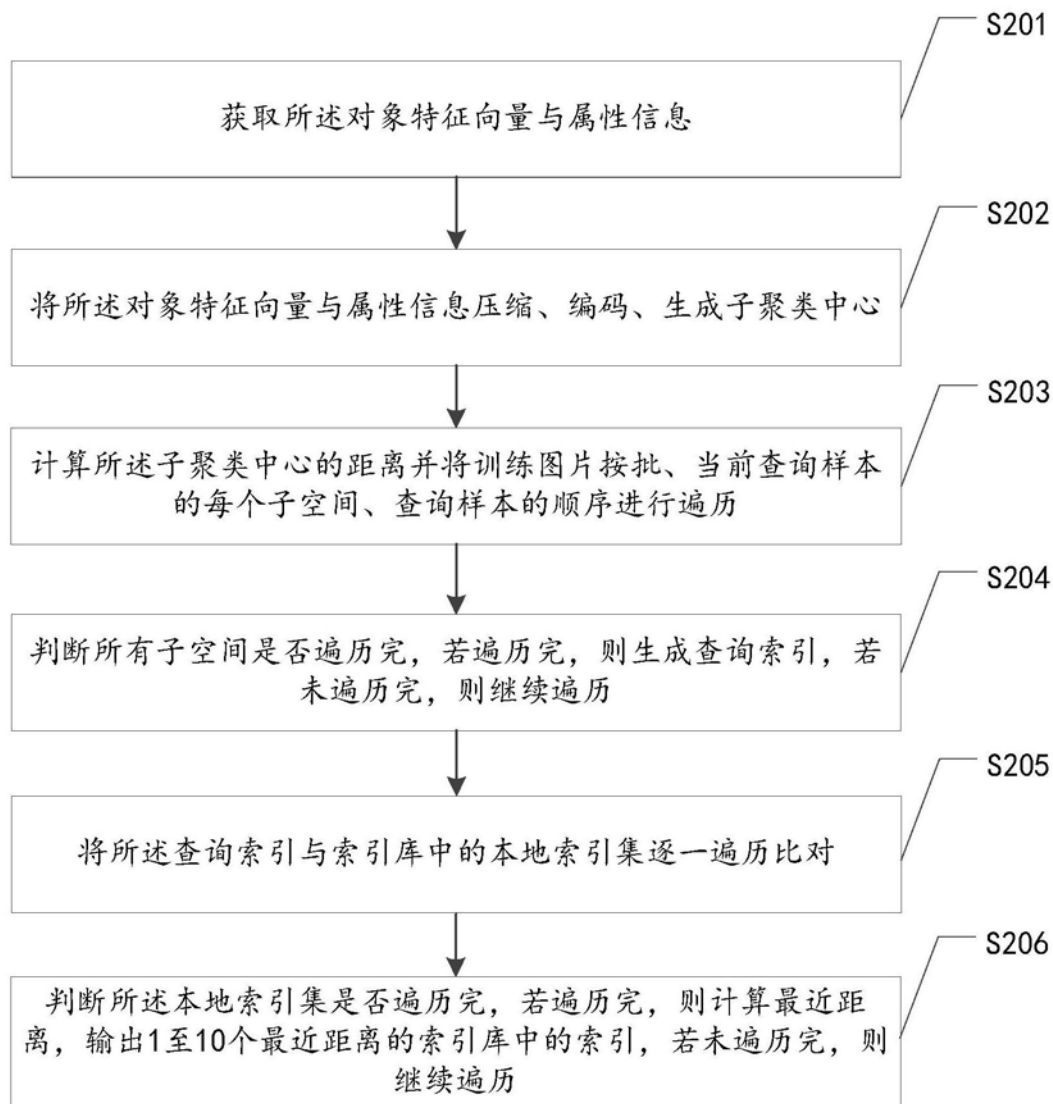 S201
获取所述对象特征向量与属性信息
S202
将所述对象特征向量与属性信息压缩、编码、生成子聚类中心
S203
计算所述子聚类中心的距离并将训练图片按批、当前查询样本
的每个子空间、查询样本的顺序进行遍历
S204
判断所有子空间是否遍历完，若遍历完，则生成查询索引，若
未遍历完，则继续遍历
S205
将所述查询索引与索引库中的本地索引集逐一遍历比对
S206
判断所述本地索引集是否遍历完，若遍历完，则计算最近距
离，输出1至10个最近距离的索引库中的索引，若未遍历完，则
继续遍历